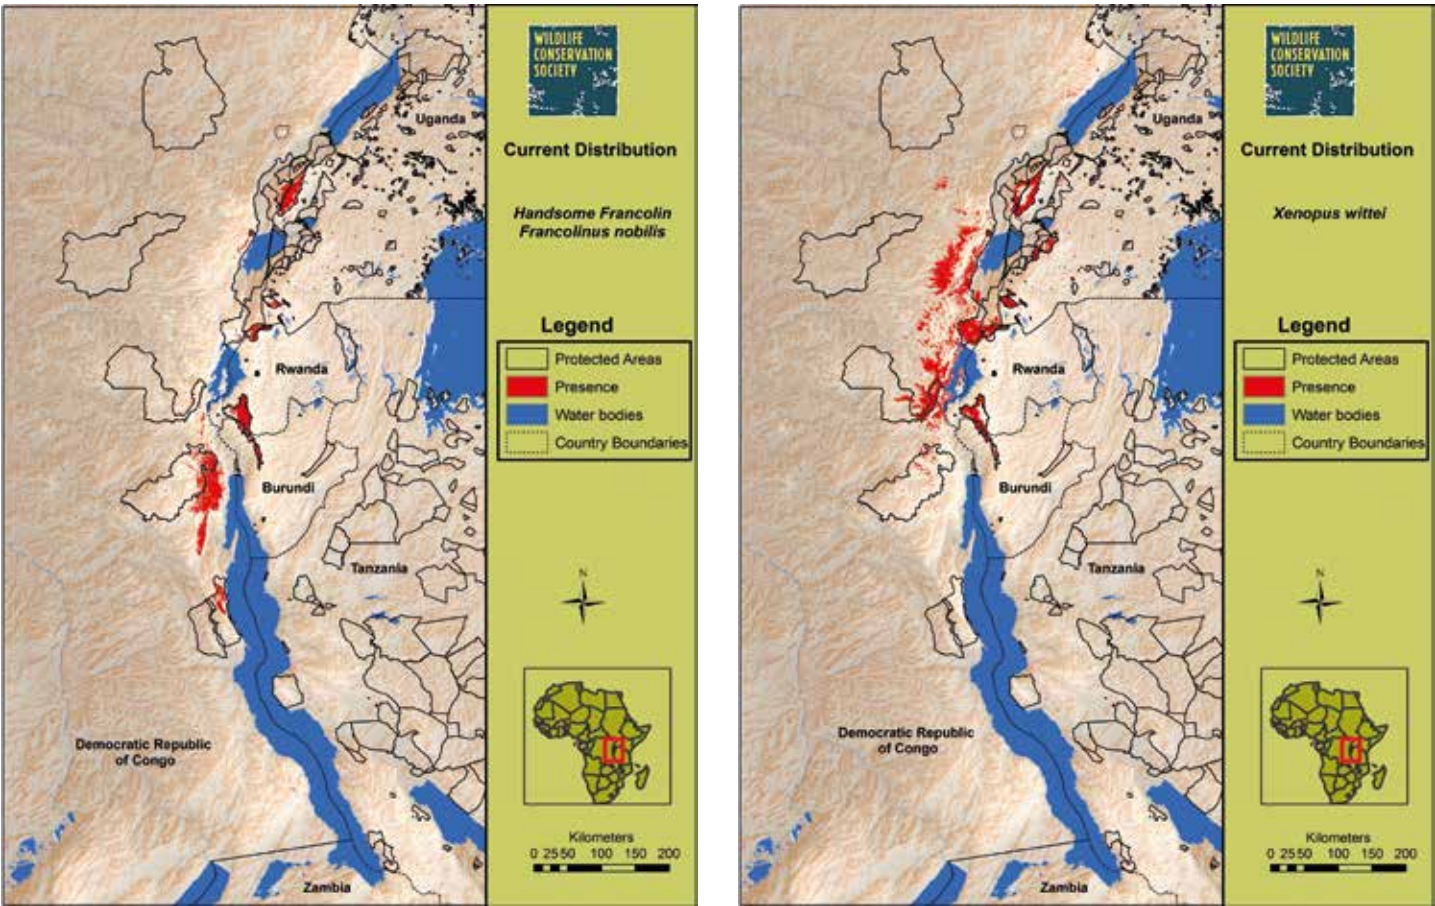 WILDLIFE
CONSERVATION
SOCIETY
Uganda
Current Distribution
Handsome Francolin
Francolinus nobilis
Legend
Protected Areas
Presence
Water bodies
Country Boundaries
Rwanda
Burundi
Tanzania
N
Democratic Republic
of Congo
Kilometers
0 25 50 100 150 200
Zambia
WILDLIFE
CONSERVATION
SOCIETY
Uganda
Current Distribution
Xenopus wittei
Legend
Protected Areas
Presence
Water bodies
Country Boundaries
Rwanda
Burundi
Tanzania
N
Democratic Republic
of Congo
Kilometers
0 25 50 100 150 200
Zambia